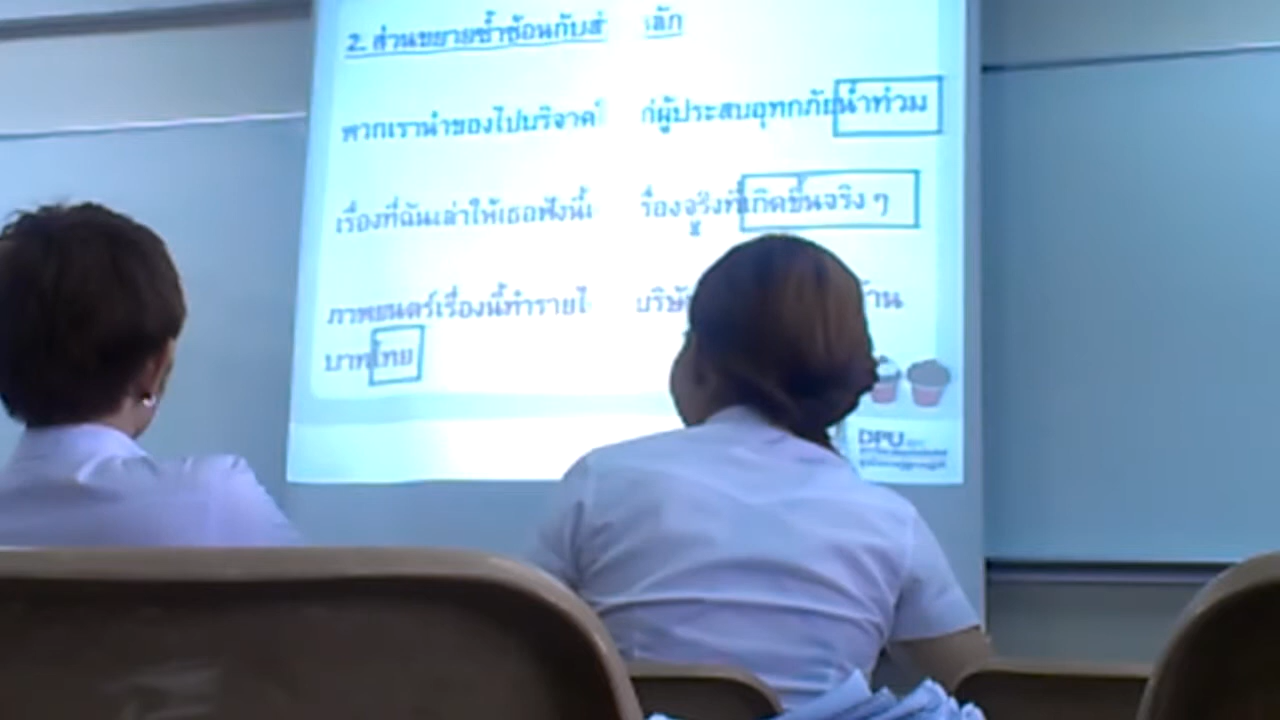 2. ส่วนขยายซ้ำซ้อนกับส่ ลัก
พวกเรานำของไปบริจาค ก่ผู้ประสบอุทกภัยน้ำท่วม
เรื่องที่ฉันเล่าให้เธอฟังนี้เ รื่องจริงที่เกิดขึ้นจริง ๆ
ภาพยนตร์เรื่องนี้ทำรายไ บริษั ้าน
บาทไทย
DPU